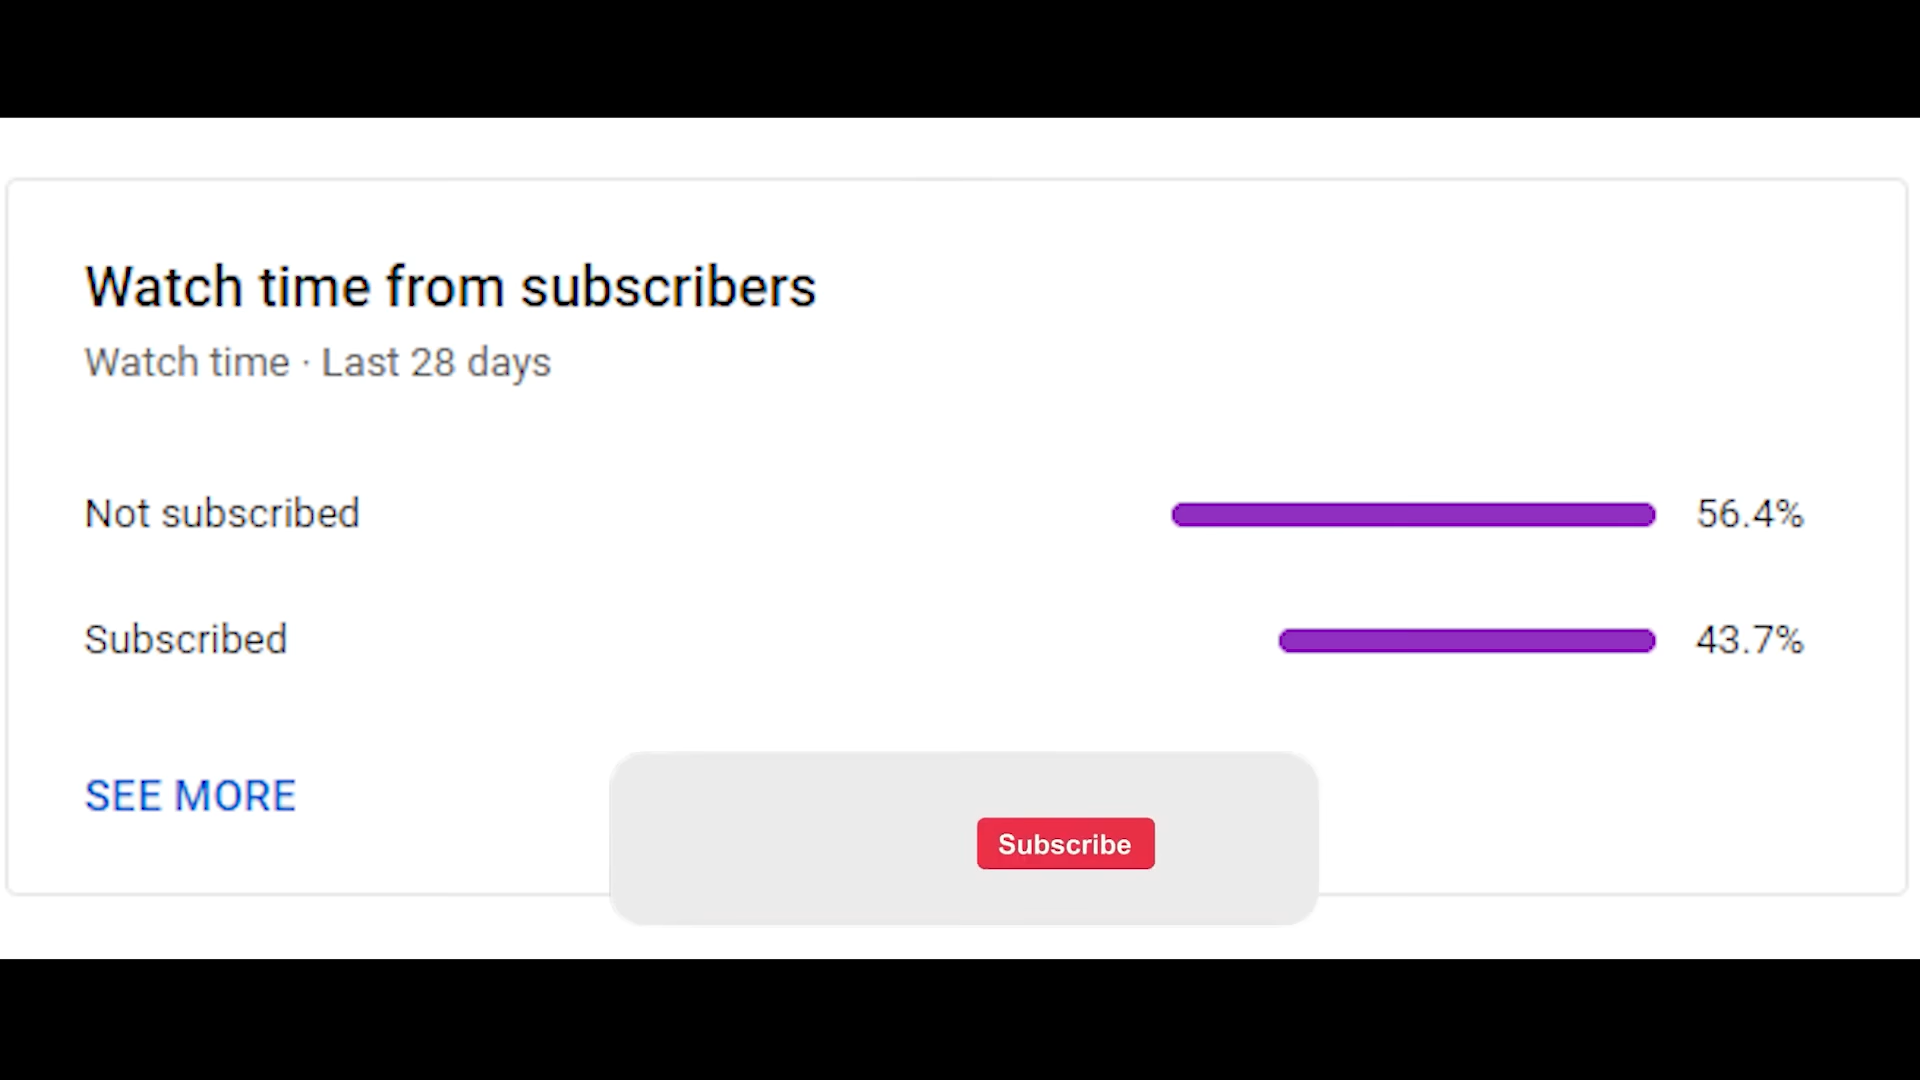 Watch time from subscribers
Watch time · Last 28 days
Not subscribed 56.4%
Subscribed 43.7%
SEE MORE
Subscribe